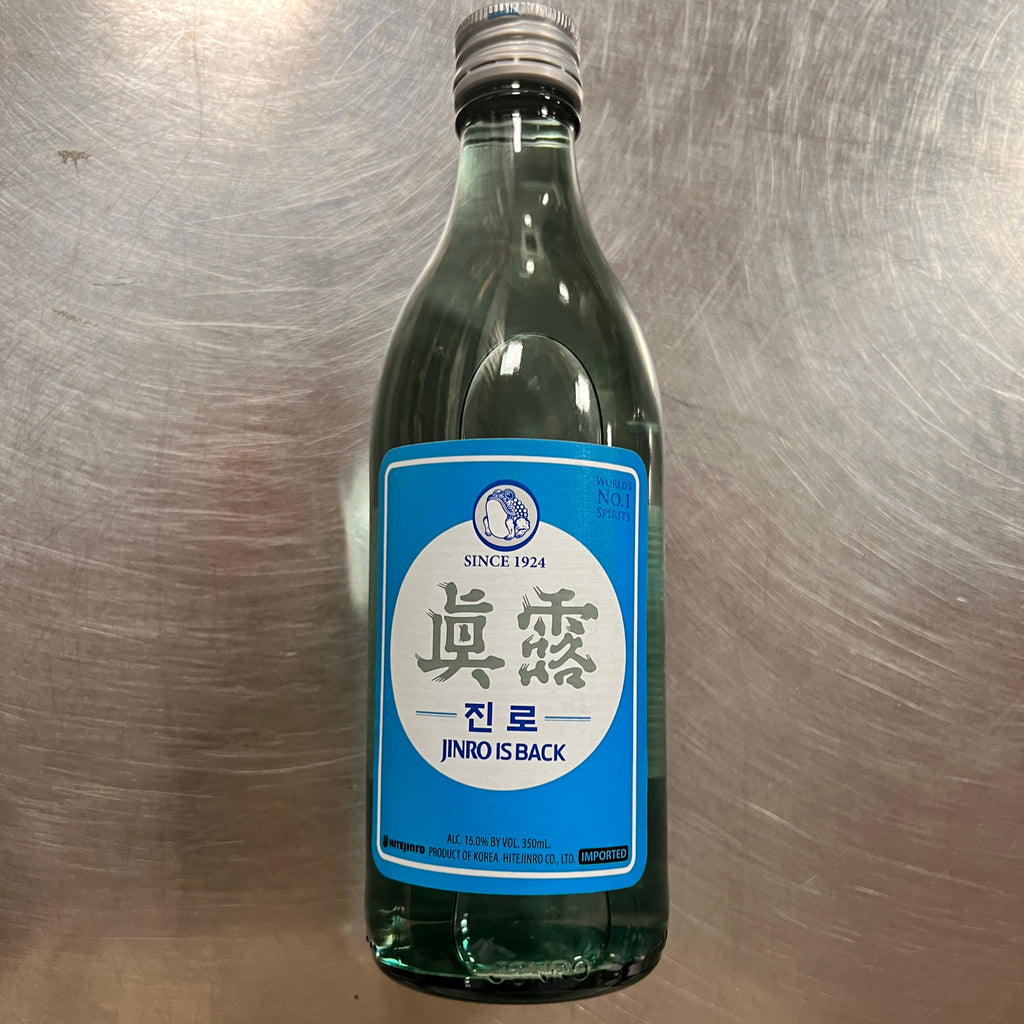 WORLD'S
NO.1
SPIRITS
SINCE 1924
眞露
진로
JINRO IS BACK
HITEJINRO
ALC. 16.0% BY VOL. 350mL.
PRODUCT OF KOREA. HITEJINRO CO., LTD.
IMPORTED
JINRO